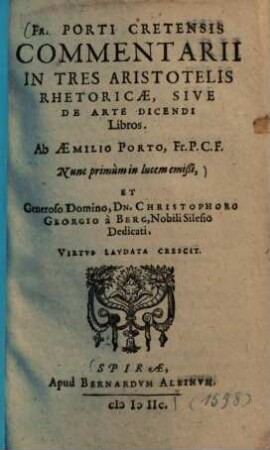 (Fr. PORTI CRETENSIS
COMMENTARII
IN TRES ARISTOTELIS
RHETORICÆ, SIVE
DE ARTE DICENDI
Libros.
Ab ÆMILIO PORTO, Fr. P. C. F.
Nunc primùm in lucem emißi,)
ET
Generoso Domino, DN. CHRISTOPHORO
GEORGIO à BERG, Nobili Silesio
Dedicati.
VIRTVS LAVDATA CRESCIT.
SPIRÆ,
Apud BERNARDVM ALBINVM.
cIɔ Iɔ IIc. (1598)